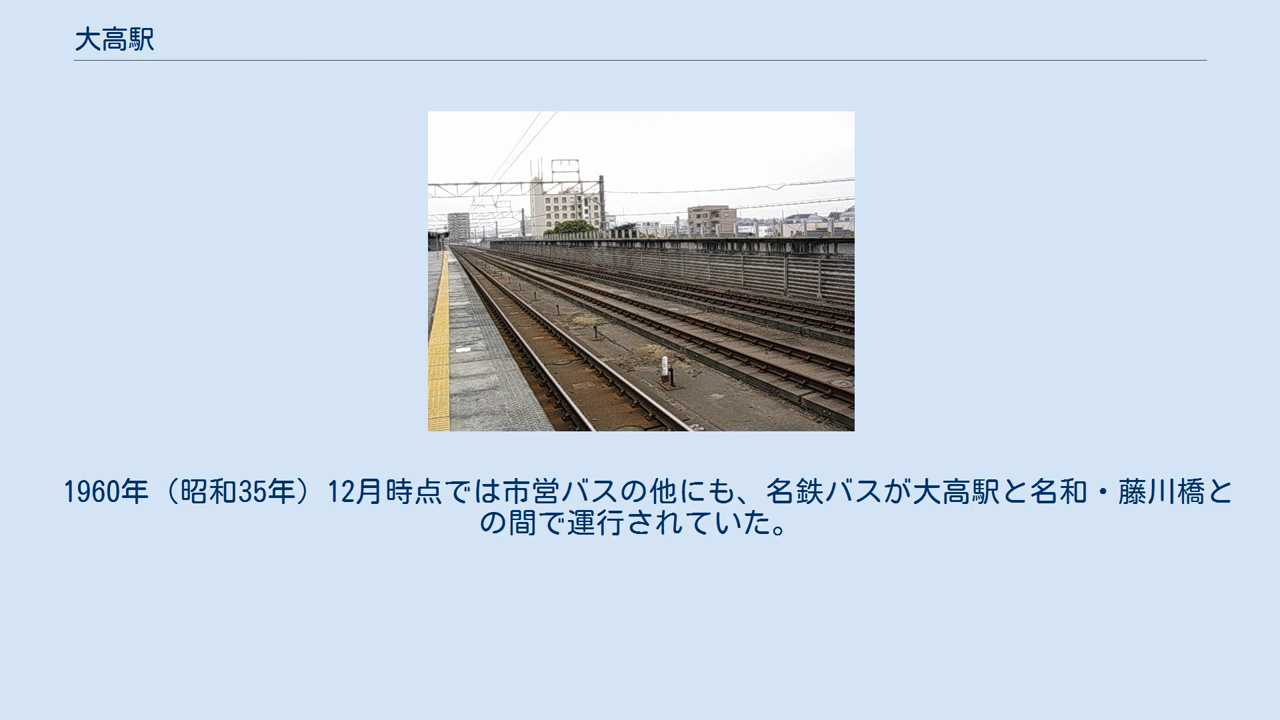 大高駅
1960年（昭和35年）12月時点では市営バスの他にも、名鉄バスが大高駅と名和・藤川橋と
の間で運行されていた。